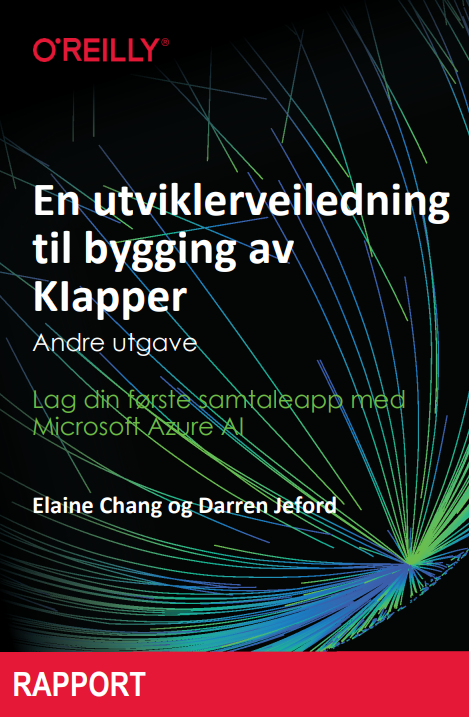 O'REILLY®
En utviklerveiledning
til bygging av
Klapper
Andre utgave
Lag din første samtaleapp med
Microsoft Azure AI
Elaine Chang og Darren Jeford
RAPPORT